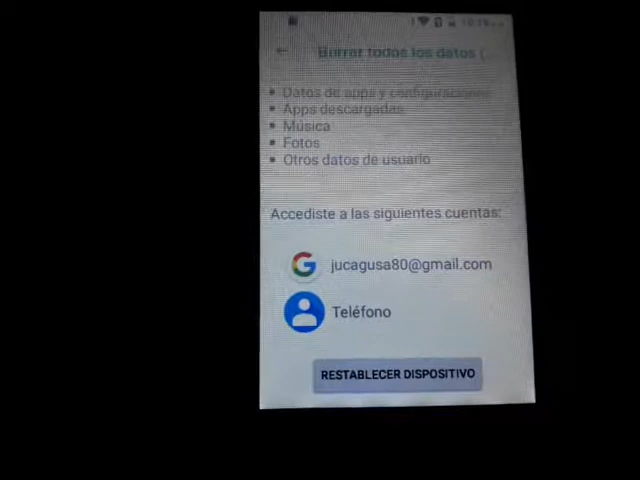 Borrar todos los datos (
Datos de apps y configuraciones
Apps descargadas
Música
Fotos
Otros datos de usuario
Accediste a las siguientes cuentas:
jucagusa80@gmail.com
Teléfono
RESTABLECER DISPOSITIVO